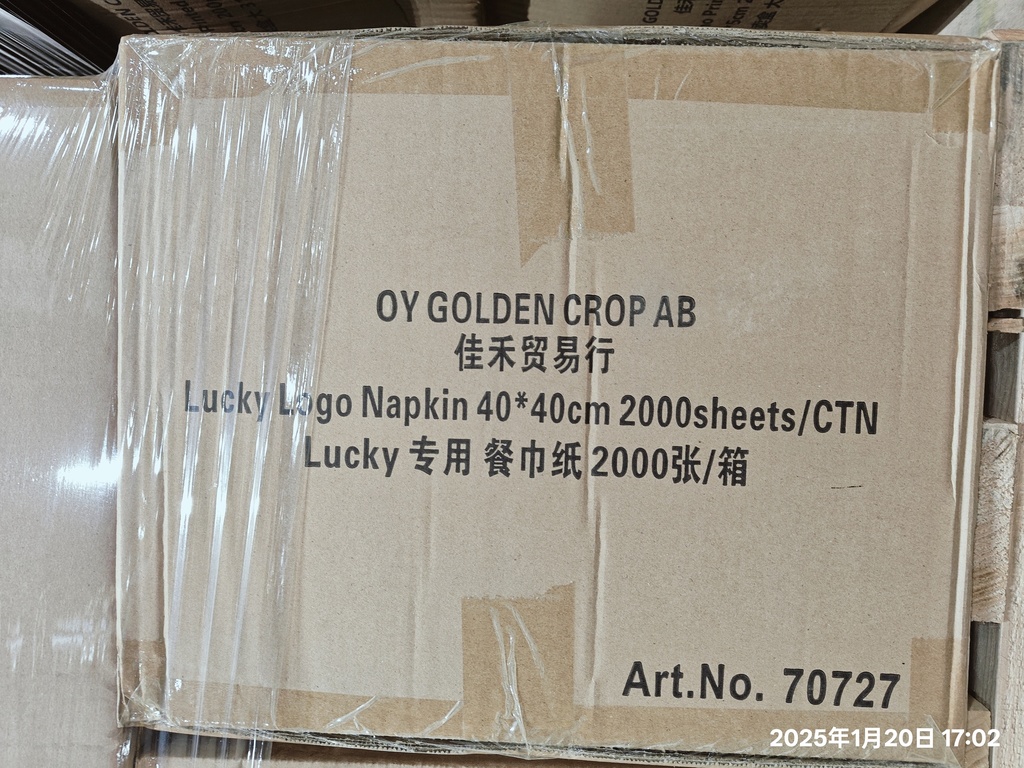 OY GOLDEN CROP AB
佳禾贸易行
Lucky Logo Napkin 40*40cm 2000sheets/CTN
Lucky 专用 餐巾纸 2000张/箱
Art.No. 70727
2025年1月20日 17:02